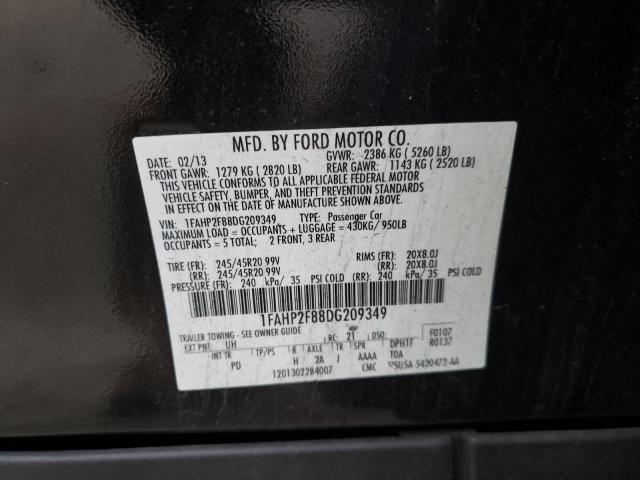 MFD. BY FORD MOTOR CO.
DATE: 02/13 GVWR: 2386 KG ( 5260 LB)
FRONT GAWR: 1279 KG ( 2820 LB) REAR GAWR: 1143 KG ( 2520 LB)
THIS VEHICLE CONFORMS TO ALL APPLICABLE FEDERAL MOTOR
VEHICLE SAFETY, BUMPER, AND THEFT PREVENTION STANDARDS
IN EFFECT ON THE DATE OF MANUFACTURE SHOWN ABOVE.
VIN: 1FAHP2F88DG209349 TYPE: Passenger Car
MAXIMUM LOAD = OCCUPANTS + LUGGAGE = 430KG/ 950LB
OCCUPANTS = 5 TOTAL; 2 FRONT, 3 REAR
TIRE (FR): 245/45R20 99V RIMS (FR): 20X8.0J
(RR): 245/45R20 99V (RR): 20X8.0J
PRESSURE (FR): 240 kPa/ 35 PSI COLD (RR): 240 kPa/ 35 PSI COLD
1FAHP2F88DG209349
TRAILER TOWING - SEE OWNER GUIDE
EXT PNT: UH RC: 21 DSO: F0107
INT TR TP/PS R AXLE TR SPR DPH1F R0137
PD H 2A J AAAA TOA
1201302284007 CMC 5U5A-5420472-AA